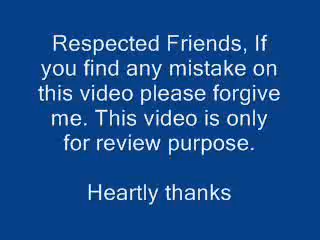 Respected Friends, If
you find any mistake on
this video please forgive
me. This video is only
for review purpose.
Heartly thanks